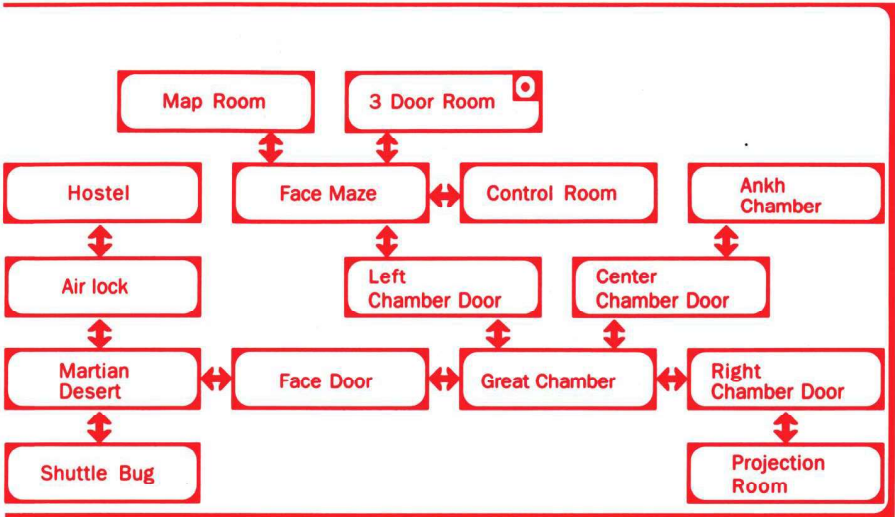 Map Room
3 Door Room
Hostel
Face Maze
Control Room
Ankh
Chamber
Air lock
Left
Chamber Door
Center
Chamber Door
Martian
Desert
Face Door
Great Chamber
Right
Chamber Door
Shuttle Bug
Projection
Room